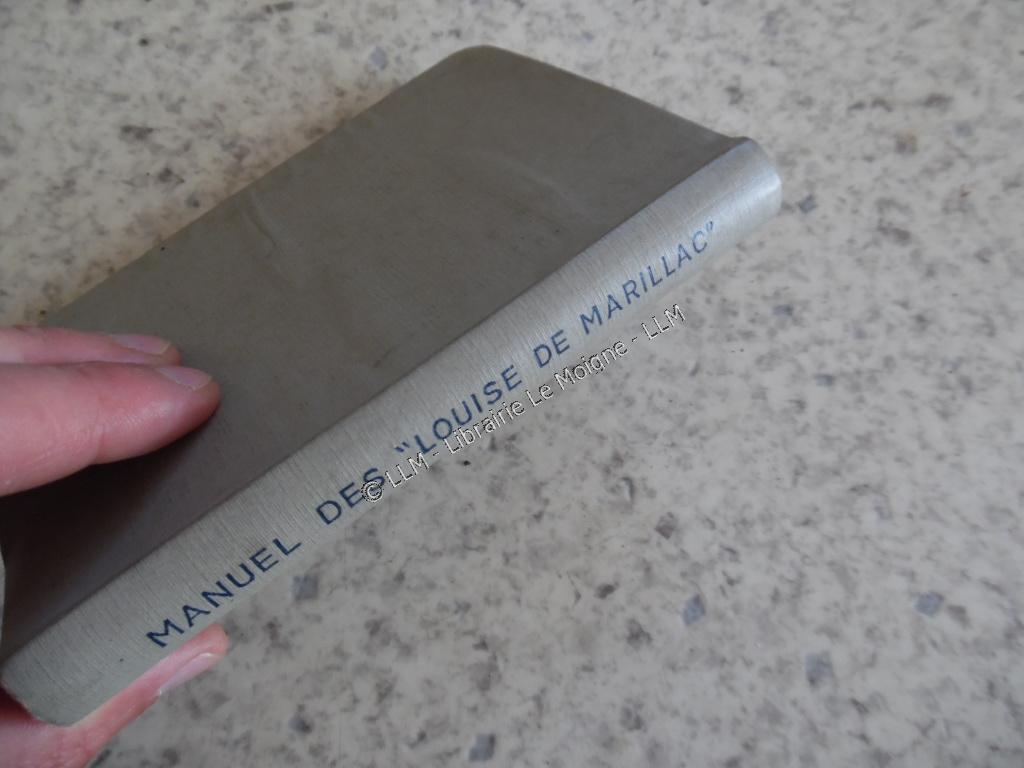 MANUEL DES "LOUISE DE MARILLAC"
© LLM - Librairie Le Moigne - LLM